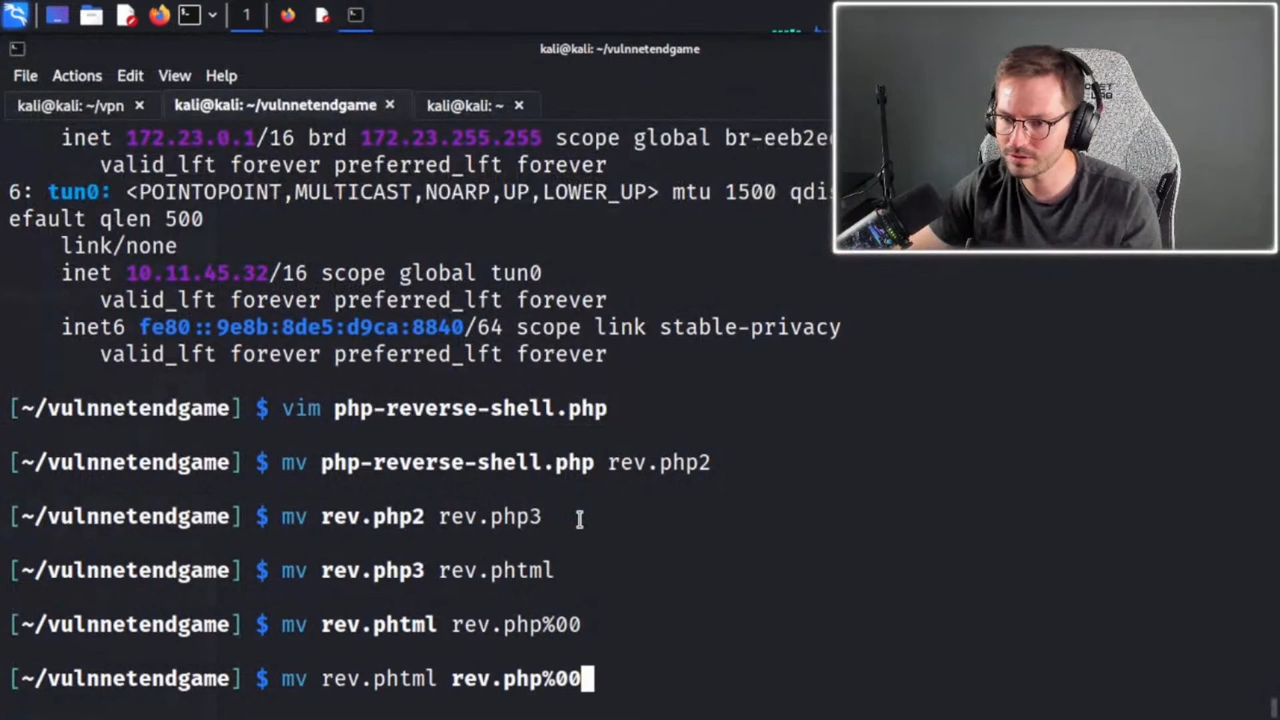 1
kali@kali: ~/vulnnetendgame
File Actions Edit View Help
kali@kali: ~/vpn × kali@kali: ~/vulnnetendgame × kali@kali: ~ ×
inet 172.23.0.1/16 brd 172.23.255.255 scope global br-eeb2e
valid_lft forever preferred_lft forever
6: tun0: <POINTOPOINT,MULTICAST,NOARP,UP,LOWER_UP> mtu 1500 qdis
efault qlen 500
link/none
inet 10.11.45.32/16 scope global tun0
valid_lft forever preferred_lft forever
inet6 fe80::9e8b:8de5:d9ca:8840/64 scope link stable-privacy
valid_lft forever preferred_lft forever
[~/vulnnetendgame] $ vim php-reverse-shell.php
[~/vulnnetendgame] $ mv php-reverse-shell.php rev.php2
[~/vulnnetendgame] $ mv rev.php2 rev.php3
[~/vulnnetendgame] $ mv rev.php3 rev.phtml
[~/vulnnetendgame] $ mv rev.phtml rev.php%00
[~/vulnnetendgame] $ mv rev.phtml rev.php%00